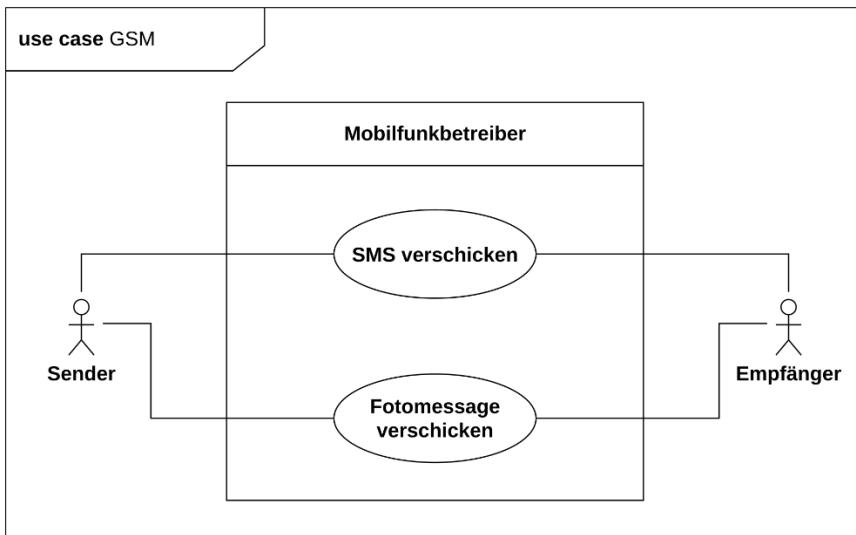 use case GSM
Mobilfunkbetreiber
SMS verschicken
Sender
Empfänger
Fotomessage
verschicken